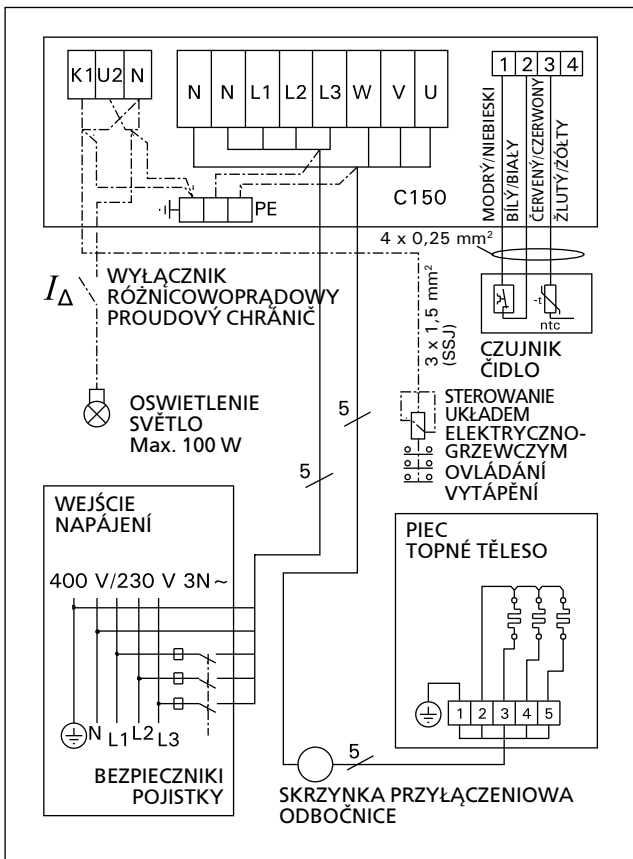 K1 U2 N
N N L1 L2 L3 W V U
1 2 3 4
MODRÝ/NIEBIESKI
BÍLÝ/BIAŁY
ČERVENÝ/CZERWONY
ŽLUTÝ/ŻÓŁTY
PE
C150
4 x 0,25 mm²
I∆
WYŁĄCZNIK
RÓŻNICOWOPRĄDOWY
PROUDOVÝ CHRÁNIČ
3 x 1,5 mm²
(SSJ)
-t
ntc
CZUJNIK
ČIDLO
OSWIETLENIE
SVĚTLO
Max. 100 W
5
5
STEROWANIE
UKŁADEM
ELEKTRYCZNO-
GRZEWCZYM
OVLÁDÁNÍ
VYTÁPĚNÍ
WEJŚCIE
NAPÁJENÍ
400 V/230 V 3N~
N L1 L2 L3
BEZPIECZNIKI
POJISTKY
PIEC
TOPNÉ TĚLESO
1 2 3 4 5
5
SKRZYNKA PRZYŁĄCZENIOWA
ODBOČNICE